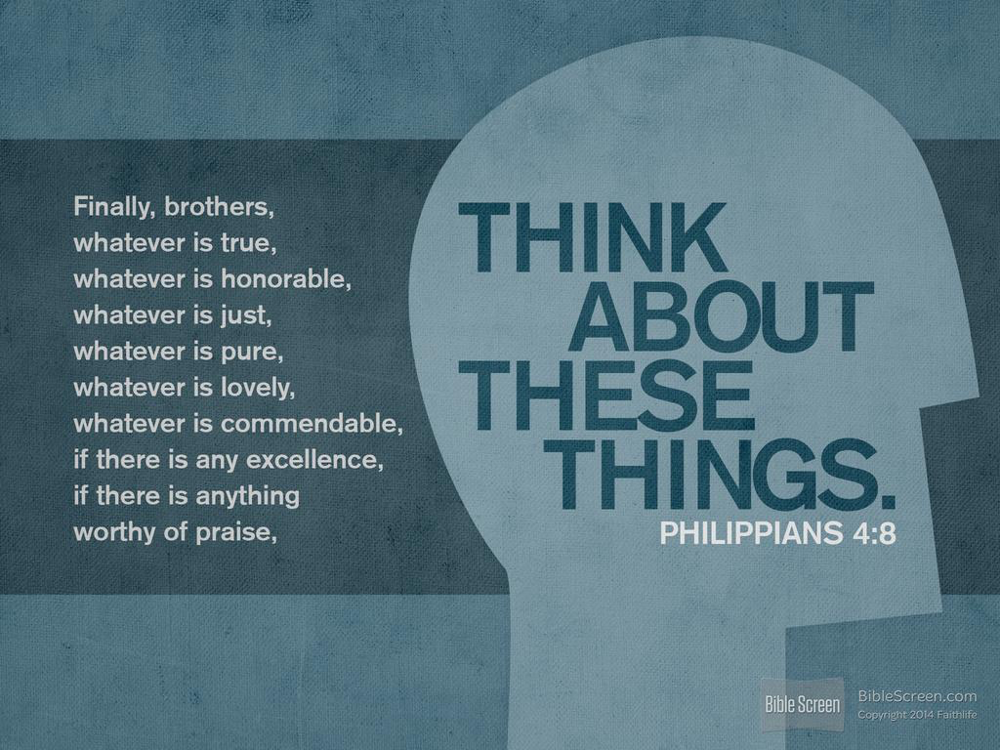 Finally, brothers,
whatever is true,
whatever is honorable,
whatever is just,
whatever is pure,
whatever is lovely,
whatever is commendable,
if there is any excellence,
if there is anything
worthy of praise,
THINK
ABOUT
THESE
THINGS.
PHILIPPIANS 4:8
Bible Screen
BibleScreen.com
Copyright 2014 Faithlife